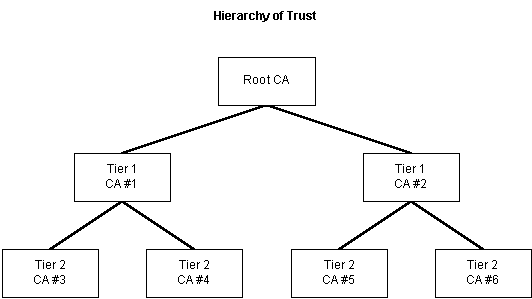 Hierarchy of Trust
Root CA
Tier 1
CA #1
Tier 1
CA #2
Tier 2
CA #3
Tier 2
CA #4
Tier 2
CA #5
Tier 2
CA #6